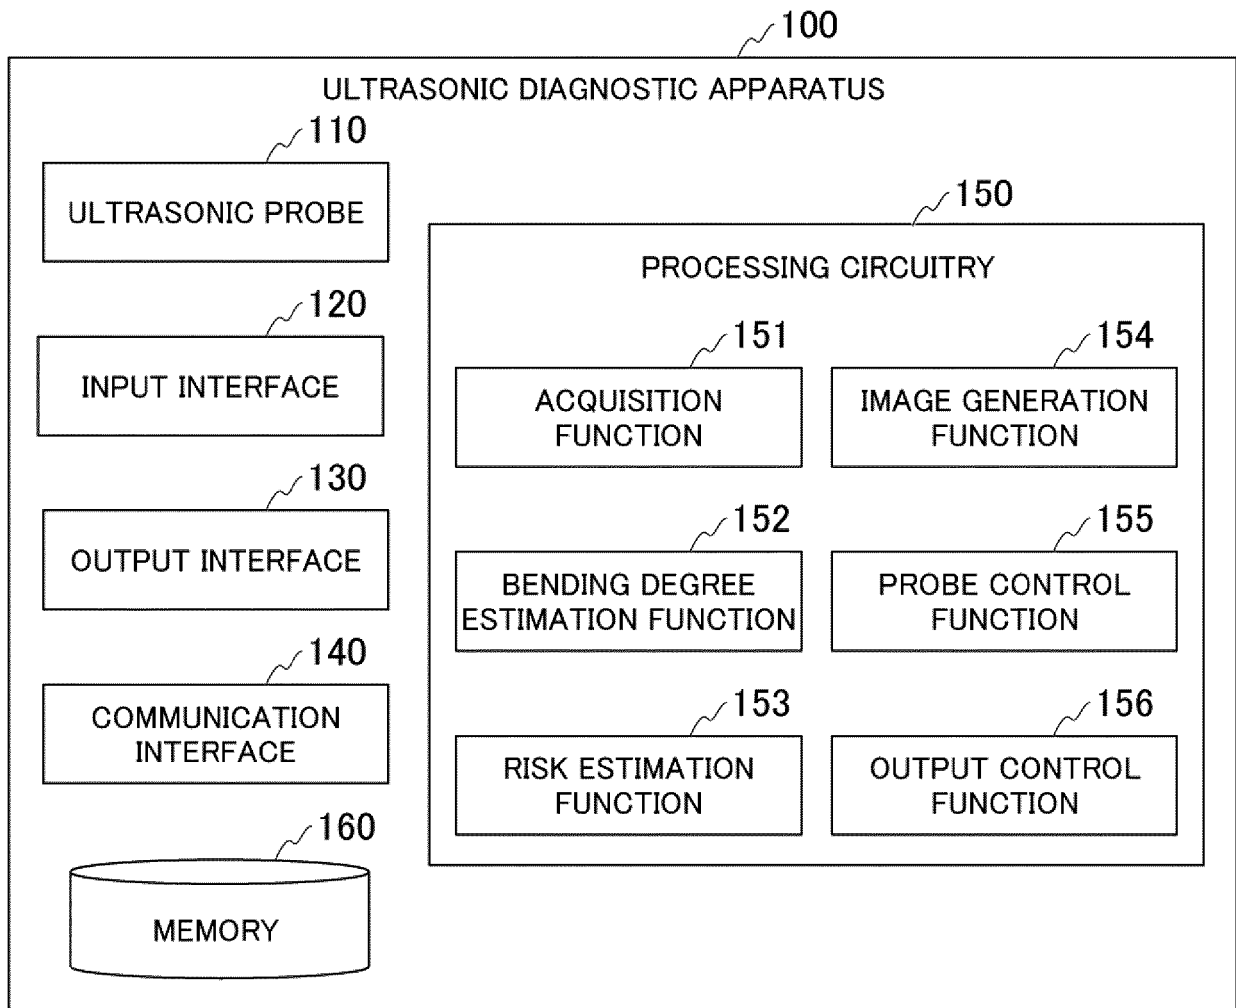 100
ULTRASONIC DIAGNOSTIC APPARATUS
110
ULTRASONIC PROBE
120
INPUT INTERFACE
130
OUTPUT INTERFACE
140
COMMUNICATION
INTERFACE
160
MEMORY
150
PROCESSING CIRCUITRY
151
ACQUISITION
FUNCTION
154
IMAGE GENERATION
FUNCTION
152
BENDING DEGREE
ESTIMATION FUNCTION
155
PROBE CONTROL
FUNCTION
153
RISK ESTIMATION
FUNCTION
156
OUTPUT CONTROL
FUNCTION